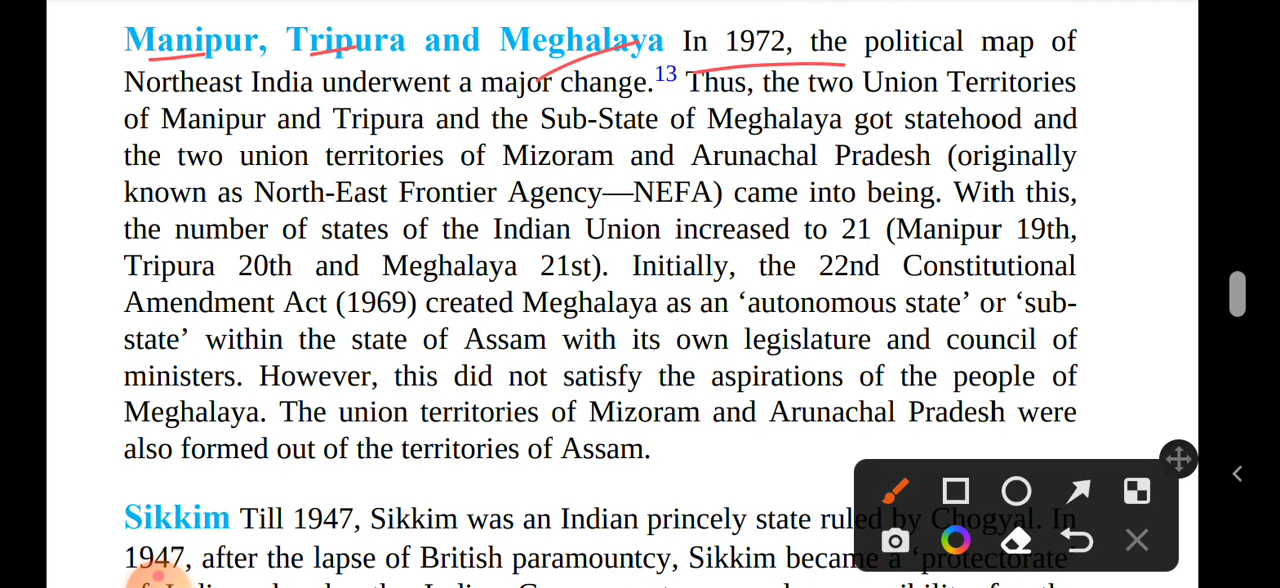 Manipur, Tripura and Meghalaya In 1972, the political map of
Northeast India underwent a major change.13 Thus, the two Union Territories
of Manipur and Tripura and the Sub-State of Meghalaya got statehood and
the two union territories of Mizoram and Arunachal Pradesh (originally
known as North-East Frontier Agency—NEFA) came into being. With this,
the number of states of the Indian Union increased to 21 (Manipur 19th,
Tripura 20th and Meghalaya 21st). Initially, the 22nd Constitutional
Amendment Act (1969) created Meghalaya as an ‘autonomous state’ or ‘sub-
state’ within the state of Assam with its own legislature and council of
ministers. However, this did not satisfy the aspirations of the people of
Meghalaya. The union territories of Mizoram and Arunachal Pradesh were
also formed out of the territories of Assam.
Sikkim Till 1947, Sikkim was an Indian princely state ruled by Chogyal. In
1947, after the lapse of British paramountcy, Sikkim became a ‘protectorate’